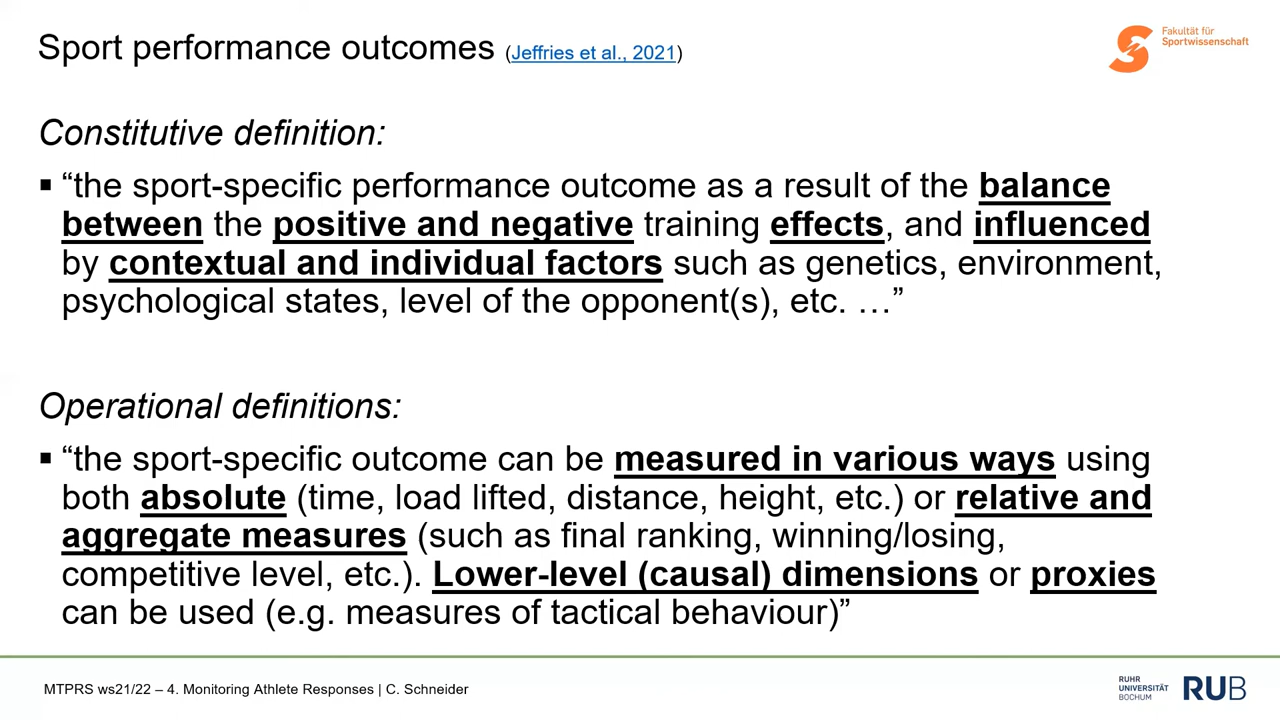 Sport performance outcomes (Jeffries et al., 2021)
Fakultät für
Sportwissenschaft
Constitutive definition:
▪ “the sport-specific performance outcome as a result of the balance
between the positive and negative training effects, and influenced
by contextual and individual factors such as genetics, environment,
psychological states, level of the opponent(s), etc. …”
Operational definitions:
▪ “the sport-specific outcome can be measured in various ways using
both absolute (time, load lifted, distance, height, etc.) or relative and
aggregate measures (such as final ranking, winning/losing,
competitive level, etc.). Lower-level (causal) dimensions or proxies
can be used (e.g. measures of tactical behaviour)”
MTPRS ws21/22 – 4. Monitoring Athlete Responses | C. Schneider
RUHR
UNIVERSITÄT
BOCHUM
RUB